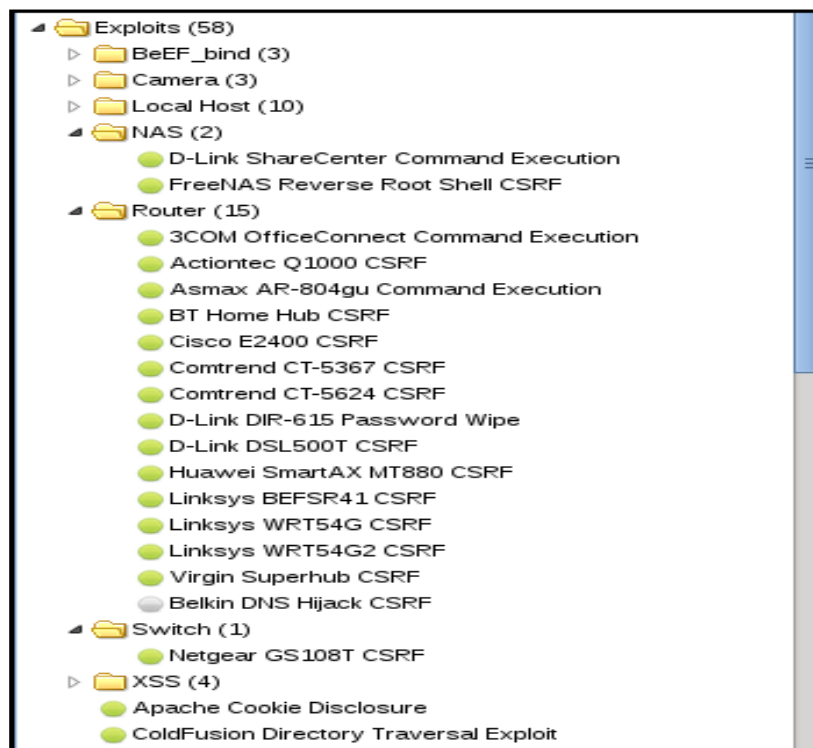 Exploits (58)
BeEF_bind (3)
Camera (3)
Local Host (10)
NAS (2)
D-Link ShareCenter Command Execution
FreeNAS Reverse Root Shell CSRF
Router (15)
3COM OfficeConnect Command Execution
Actiontec Q1000 CSRF
Asmax AR-804gu Command Execution
BT Home Hub CSRF
Cisco E2400 CSRF
Comtrend CT-5367 CSRF
Comtrend CT-5624 CSRF
D-Link DIR-615 Password Wipe
D-Link DSL500T CSRF
Huawei SmartAX MT880 CSRF
Linksys BEFSR41 CSRF
Linksys WRT54G CSRF
Linksys WRT54G2 CSRF
Virgin Superhub CSRF
Belkin DNS Hijack CSRF
Switch (1)
Netgear GS108T CSRF
XSS (4)
Apache Cookie Disclosure
ColdFusion Directory Traversal Exploit